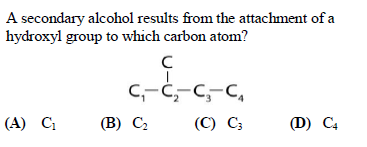 A secondary alcohol results from the attachment of a
hydroxyl group to which carbon atom?
C
C₁–C₂–C₃–C₄
(A) C₁ (B) C₂ (C) C₃ (D) C₄